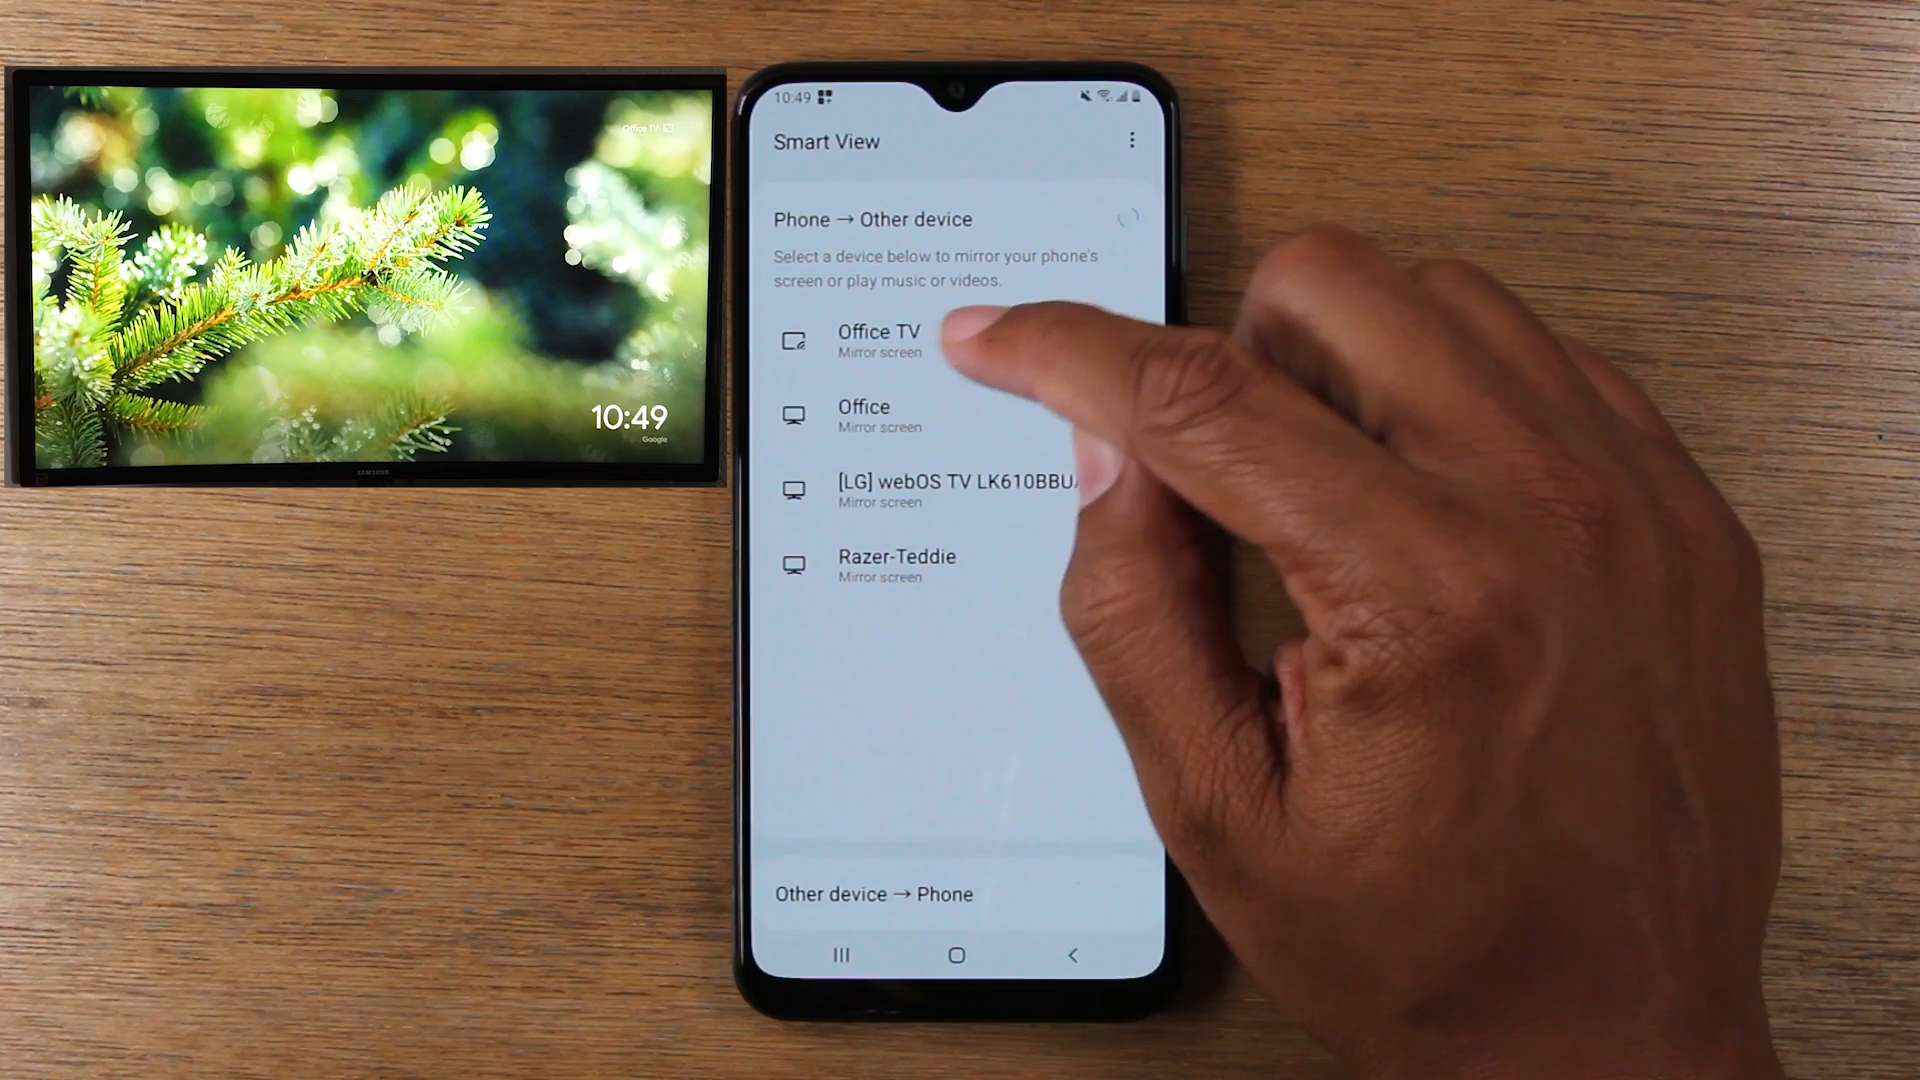 Office TV
10:49
Google
SAMSUNG
10:49
Smart View
Phone → Other device
Select a device below to mirror your phone's
screen or play music or videos.
Office TV
Mirror screen
Office
Mirror screen
[LG] webOS TV LK610BBU
Mirror screen
Razer-Teddie
Mirror screen
Other device → Phone